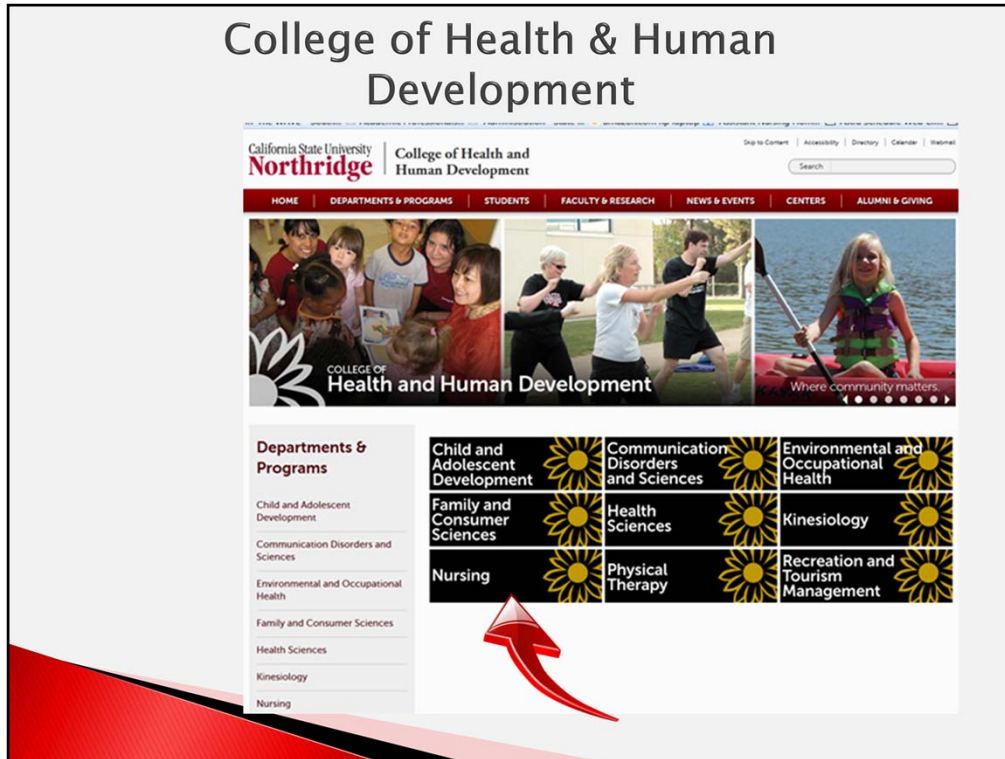 College of Health & Human
Development
California State University
Northridge
College of Health and
Human Development
Skip to Content | Accessibility | Directory | Calendar | Webmail
Search
HOME | DEPARTMENTS & PROGRAMS | STUDENTS | FACULTY & RESEARCH | NEWS & EVENTS | CENTERS | ALUMNI & GIVING
COLLEGE OF
Health and Human Development
Where community matters.
Departments &
Programs
Child and Adolescent
Development
Communication Disorders and
Sciences
Environmental and Occupational
Health
Family and Consumer Sciences
Health Sciences
Kinesiology
Nursing
Child and
Adolescent
Development
Communication
Disorders
and Sciences
Environmental and
Occupational
Health
Family and
Consumer
Sciences
Health
Sciences
Kinesiology
Nursing
Physical
Therapy
Recreation and
Tourism
Management